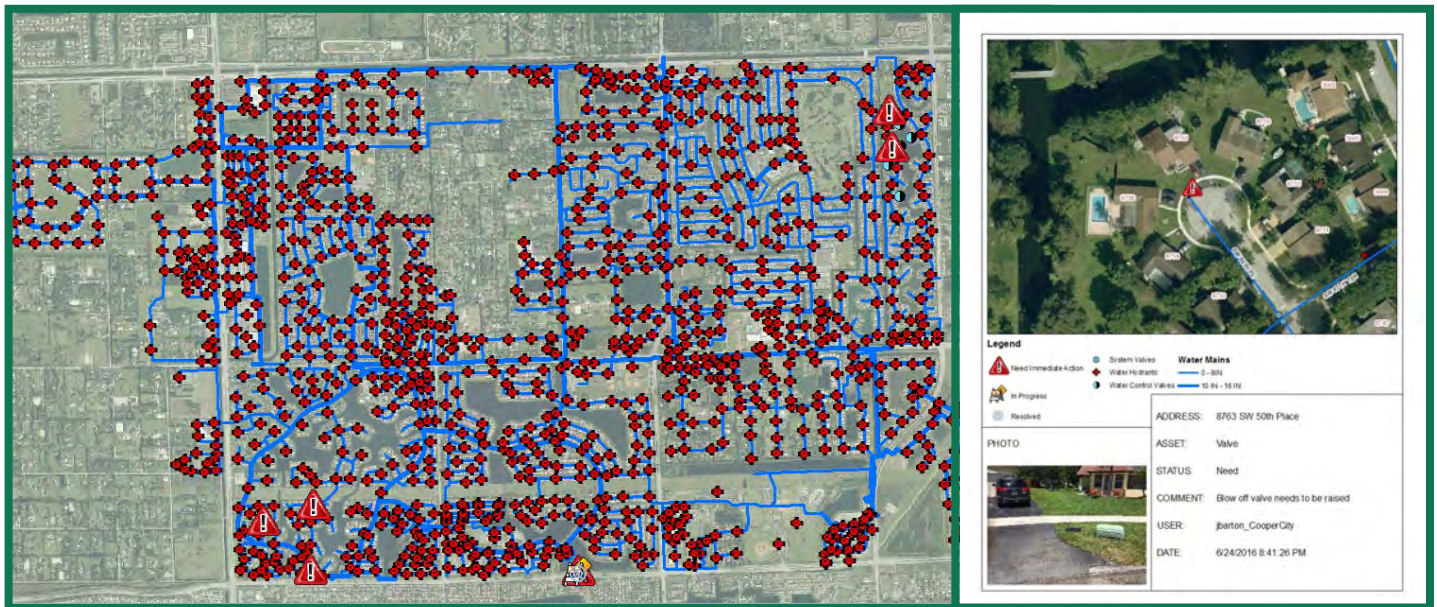 Legend
Need Immediate Action
In Progress
Resolved
System Valves
Water Hydrants
Water Control Valves
Water Mains
0 - 8IN
10 IN - 16 IN
PHOTO
ADDRESS: 8763 SW 50th Place
ASSET: Valve
STATUS: Need
COMMENT: Blow off valve needs to be raised
USER: jbarton_CooperCity
DATE: 6/24/2016 8:41:26 PM